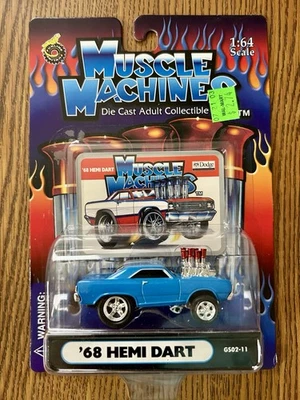 1:64
Scale
MUSCLE
MACHINES
Die Cast Adult Collectible
TM
'68 HEMI DART
MUSCLE
MACHINES
Dodge
TM
WARNING:
'68 HEMI DART
GS02-11